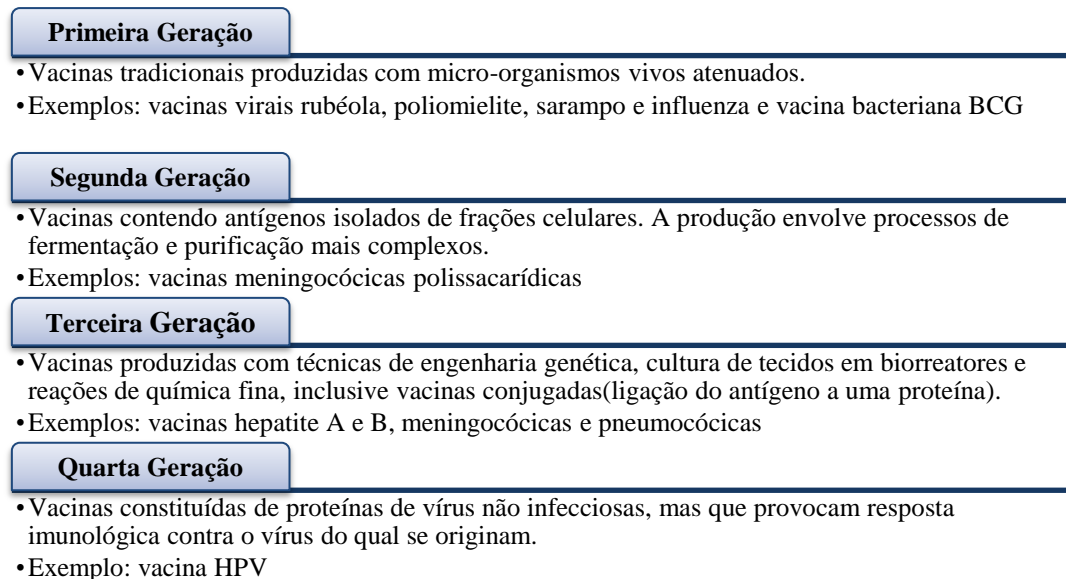 Primeira Geração
•Vacinas tradicionais produzidas com micro-organismos vivos atenuados.
•Exemplos: vacinas virais rubéola, poliomielite, sarampo e influenza e vacina bacteriana BCG
Segunda Geração
•Vacinas contendo antígenos isolados de frações celulares. A produção envolve processos de
fermentação e purificação mais complexos.
•Exemplos: vacinas meningocócicas polissacarídicas
Terceira Geração
•Vacinas produzidas com técnicas de engenharia genética, cultura de tecidos em biorreatores e
reações de química fina, inclusive vacinas conjugadas(ligação do antígeno a uma proteína).
•Exemplos: vacinas hepatite A e B, meningocócicas e pneumocócicas
Quarta Geração
•Vacinas constituídas de proteínas de vírus não infecciosas, mas que provocam resposta
imunológica contra o vírus do qual se originam.
•Exemplo: vacina HPV